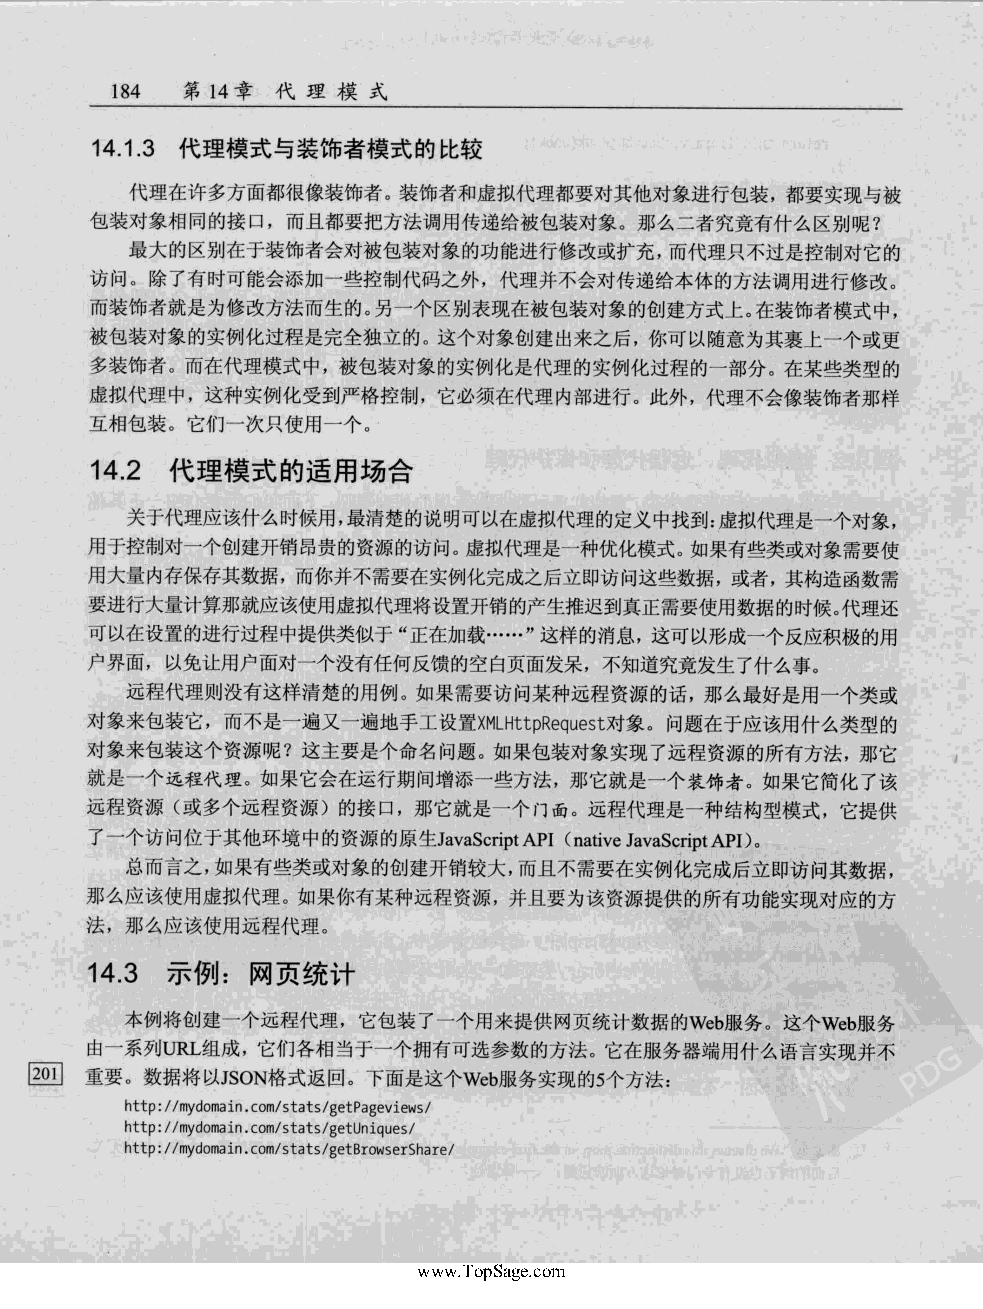 184 第14章 代理模式
14.1.3 代理模式与装饰者模式的比较
代理在许多方面都很像装饰者。装饰者和虚拟代理都要对其他对象进行包装，都要实现与被
包装对象相同的接口，而且都要把方法调用传递给被包装对象。那么二者究竟有什么区别呢？
最大的区别在于装饰者会对被包装对象的功能进行修改或扩充，而代理只不过是控制对它的
访问。除了有时可能会添加一些控制代码之外，代理并不会对传递给本体的方法调用进行修改。
而装饰者就是为修改方法而生的。另一个区别表现在被包装对象的创建方式上。在装饰者模式中，
被包装对象的实例化过程是完全独立的。这个对象创建出来之后，你可以随意为其裹上一个或更
多装饰者。而在代理模式中，被包装对象的实例化是代理的实例化过程的一部分。在某些类型的
虚拟代理中，这种实例化受到严格控制，它必须在代理内部进行。此外，代理不会像装饰者那样
互相包装。它们一次只使用一个。
14.2 代理模式的适用场合
关于代理应该什么时候用，最清楚的说明可以在虚拟代理的定义中找到：虚拟代理是一个对象，
用于控制对一个创建开销昂贵的资源的访问。虚拟代理是一种优化模式。如果有些类或对象需要使
用大量内存保存其数据，而你并不需要在实例化完成之后立即访问这些数据，或者，其构造函数需
要进行大量计算那就应该使用虚拟代理将设置开销的产生推迟到真正需要使用数据的时候。代理还
可以在设置的进行过程中提供类似于“正在加载……”这样的消息，这可以形成一个反应积极的用
户界面，以免让用户面对一个没有任何反馈的空白页面发呆，不知道究竟发生了什么事。
远程代理则没有这样清楚的用例。如果需要访问某种远程资源的话，那么最好是用一个类或
对象来包装它，而不是一遍又一遍地手工设置XMLHttpRequest对象。问题在于应该用什么类型的
对象来包装这个资源呢？这主要是个命名问题。如果包装对象实现了远程资源的所有方法，那它
就是一个远程代理。如果它会在运行期间增添一些方法，那它就是一个装饰者。如果它简化了该
远程资源（或多个远程资源）的接口，那它就是一个门面。远程代理是一种结构型模式，它提供
了一个访问位于其他环境中的资源的原生JavaScript API（native JavaScript API）。
总而言之，如果有些类或对象的创建开销较大，而且不需要在实例化完成后立即访问其数据，
那么应该使用虚拟代理。如果你有某种远程资源，并且要为该资源提供的所有功能实现对应的方
法，那么应该使用远程代理。
14.3 示例：网页统计
本例将创建一个远程代理，它包装了一个用来提供网页统计数据的Web服务。这个Web服务
由一系列URL组成，它们各相当于一个拥有可选参数的方法。它在服务器端用什么语言实现并不
201 重要。数据将以JSON格式返回。下面是这个Web服务实现的5个方法：
http://mydomain.com/stats/getPageviews/
http://mydomain.com/stats/getUniques/
http://mydomain.com/stats/getBrowserShare/
PDG
www.TopSage.com